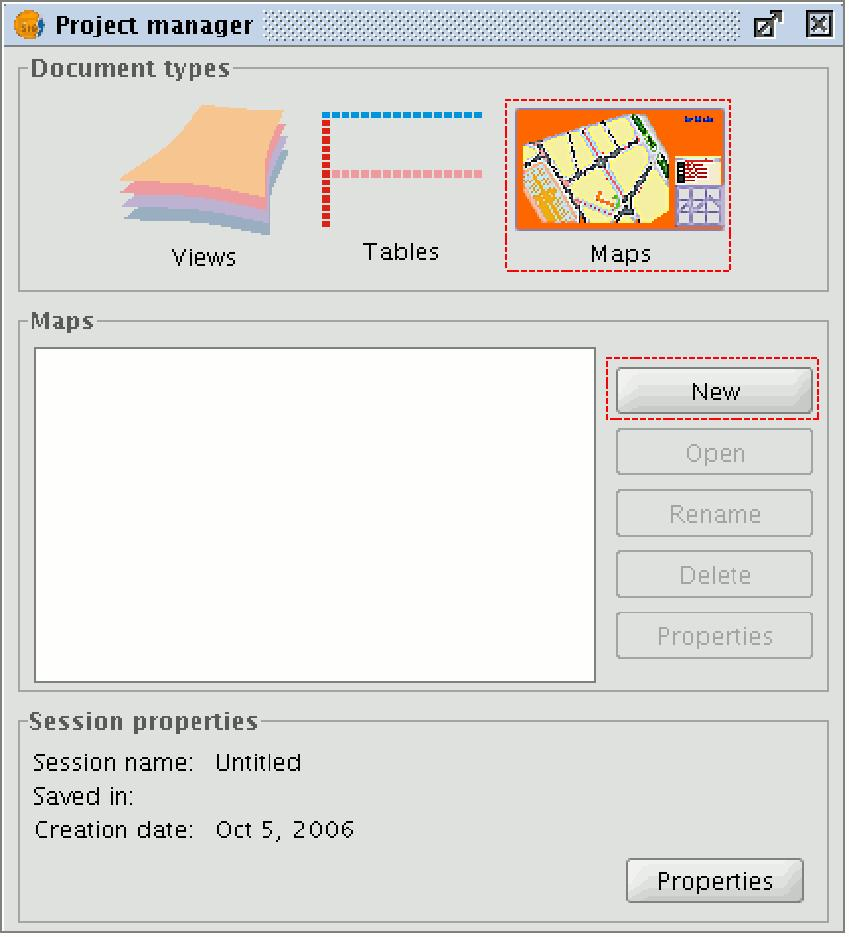 Project manager
Document types
Views
Tables
Maps
Maps
New
Open
Rename
Delete
Properties
Session properties
Session name: Untitled
Saved in:
Creation date: Oct 5, 2006
Properties